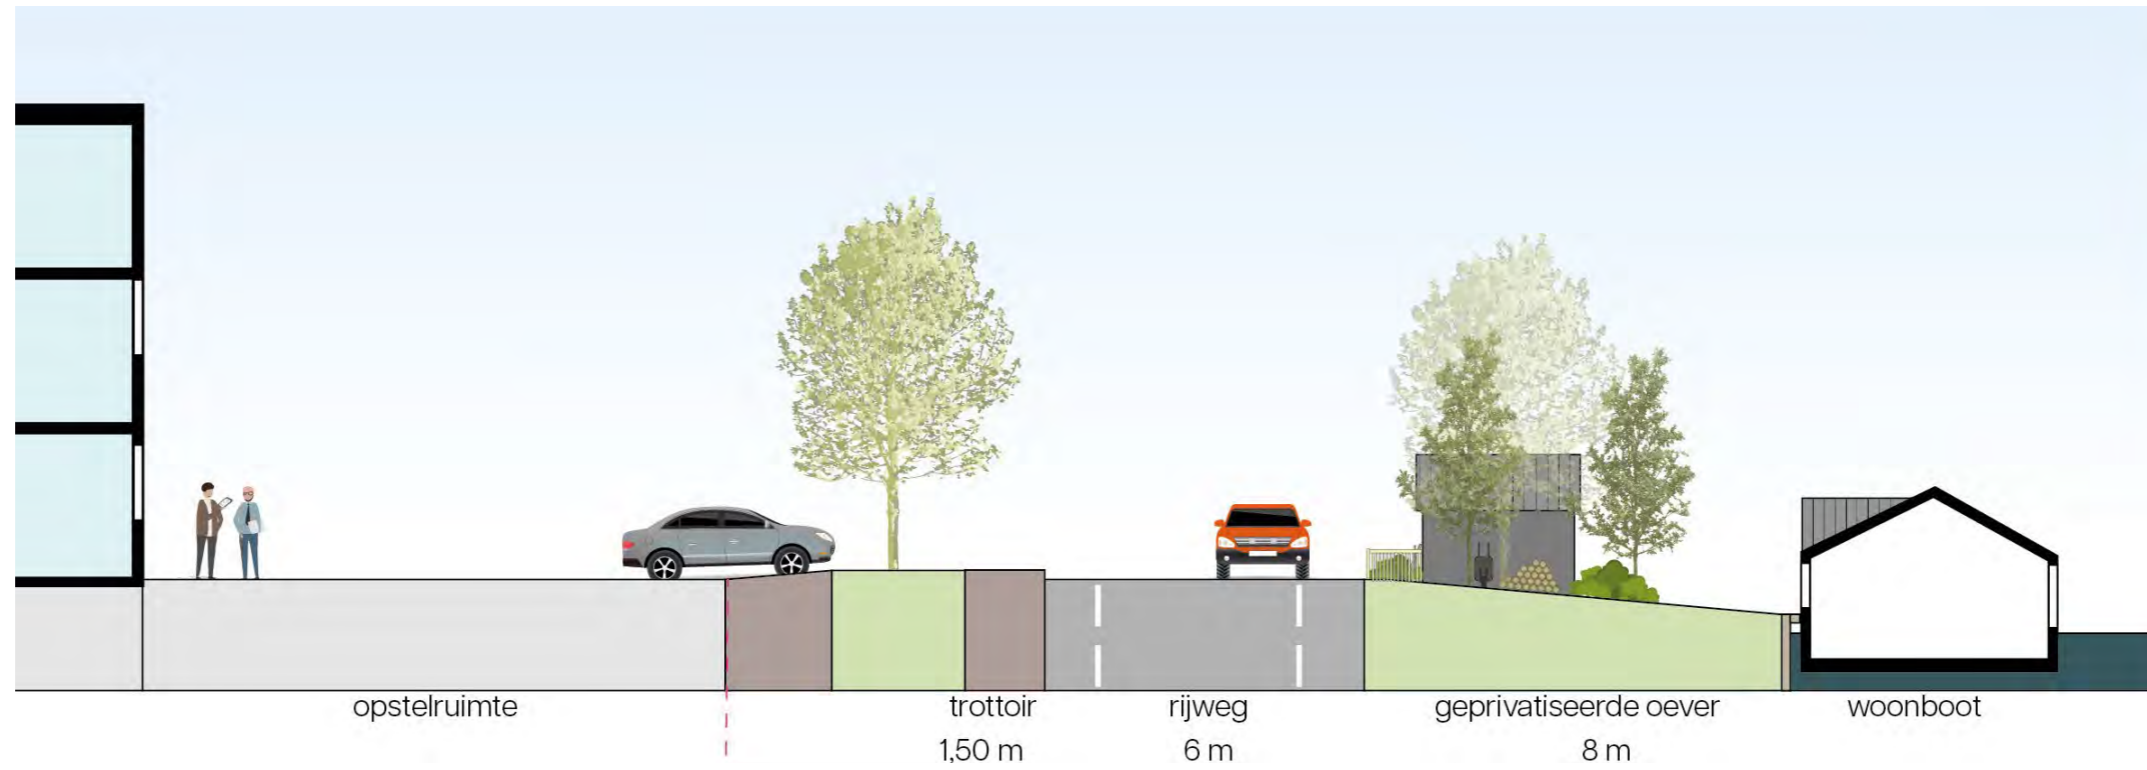 opstelruimte trottoir rijweg geprivatiseerde oever woonboot
1,50 m 6 m 8 m